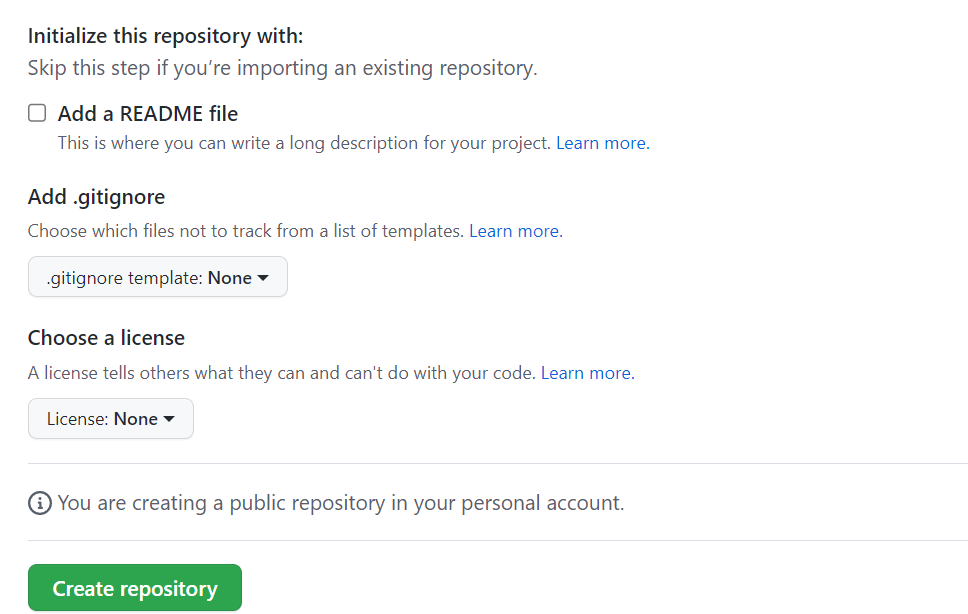 Initialize this repository with:
Skip this step if you’re importing an existing repository.
Add a README file
This is where you can write a long description for your project. Learn more.
Add .gitignore
Choose which files not to track from a list of templates. Learn more.
.gitignore template: None
Choose a license
A license tells others what they can and can't do with your code. Learn more.
License: None
You are creating a public repository in your personal account.
Create repository